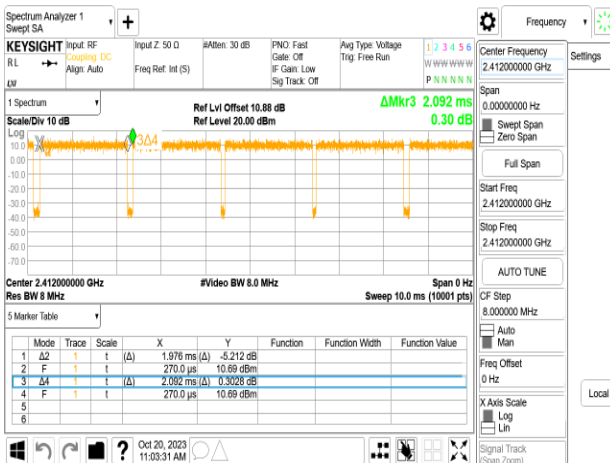 Spectrum Analyzer 1
Swept SA
Frequency
KEYSIGHT Input: RF Input Z: 50 Ω #Atten: 30 dB PNO: Fast Avg Type: Voltage 1 2 3 4 5 6
RL Coupling: DC Gate: Off Trig: Free Run W W W W W W
Align: Auto Freq Ref: Int (S) IF Gain: Low
Sig Track: Off P N N N N N
1 Spectrum
Scale/Div 10 dB
Ref Lvl Offset 10.88 dB
Ref Level 20.00 dBm
ΔMkr3 2.092 ms
0.30 dB
Log
10.0
0.00
-10.0
-20.0
-30.0
-40.0
-50.0
-60.0
-70.0
3Δ4
Center 2.412000000 GHz #Video BW 8.0 MHz Span 0 Hz
Res BW 8 MHz Sweep 10.0 ms (10001 pts)
5 Marker Table
Mode Trace Scale X Y Function Function Width Function Value
1 Δ2 1 t (Δ) 1.976 ms (Δ) -5.212 dB
2 F 1 t 270.0 µs 10.69 dBm
3 Δ4 1 t (Δ) 2.092 ms (Δ) 0.3028 dB
4 F 1 t 270.0 µs 10.69 dBm
5
6
Oct 20, 2023
11:03:31 AM
Center Frequency
2.412000000 GHz
Span
0.00000000 Hz
Swept Span
Zero Span
Full Span
Start Freq
2.412000000 GHz
Stop Freq
2.412000000 GHz
AUTO TUNE
CF Step
8.000000 MHz
Auto
Man
Freq Offset
0 Hz
X Axis Scale
Log
Lin
Signal Track
(Span Zoom)
Settings
Local